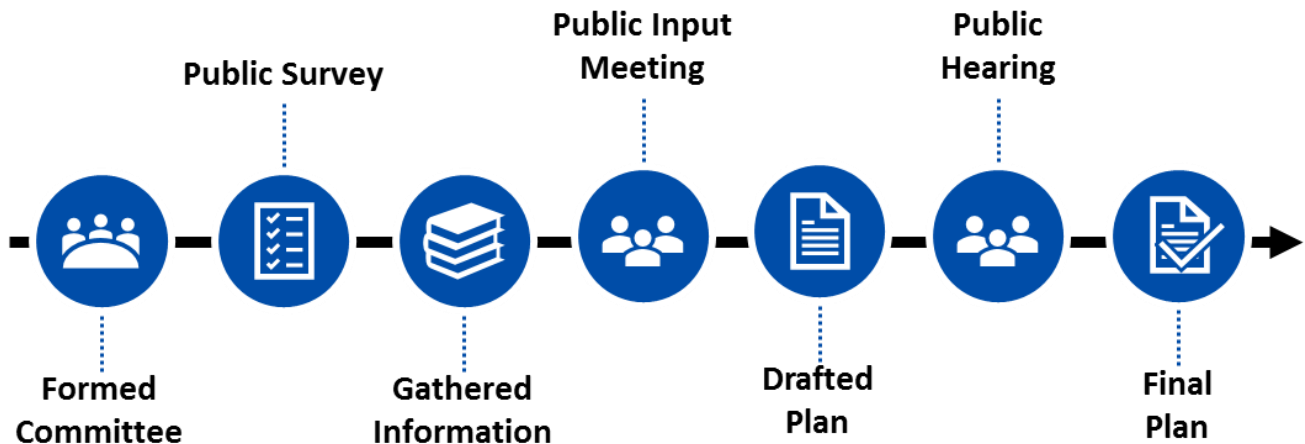 Public Input
Meeting
Public
Hearing
Public Survey
Formed
Committee
Gathered
Information
Drafted
Plan
Final
Plan